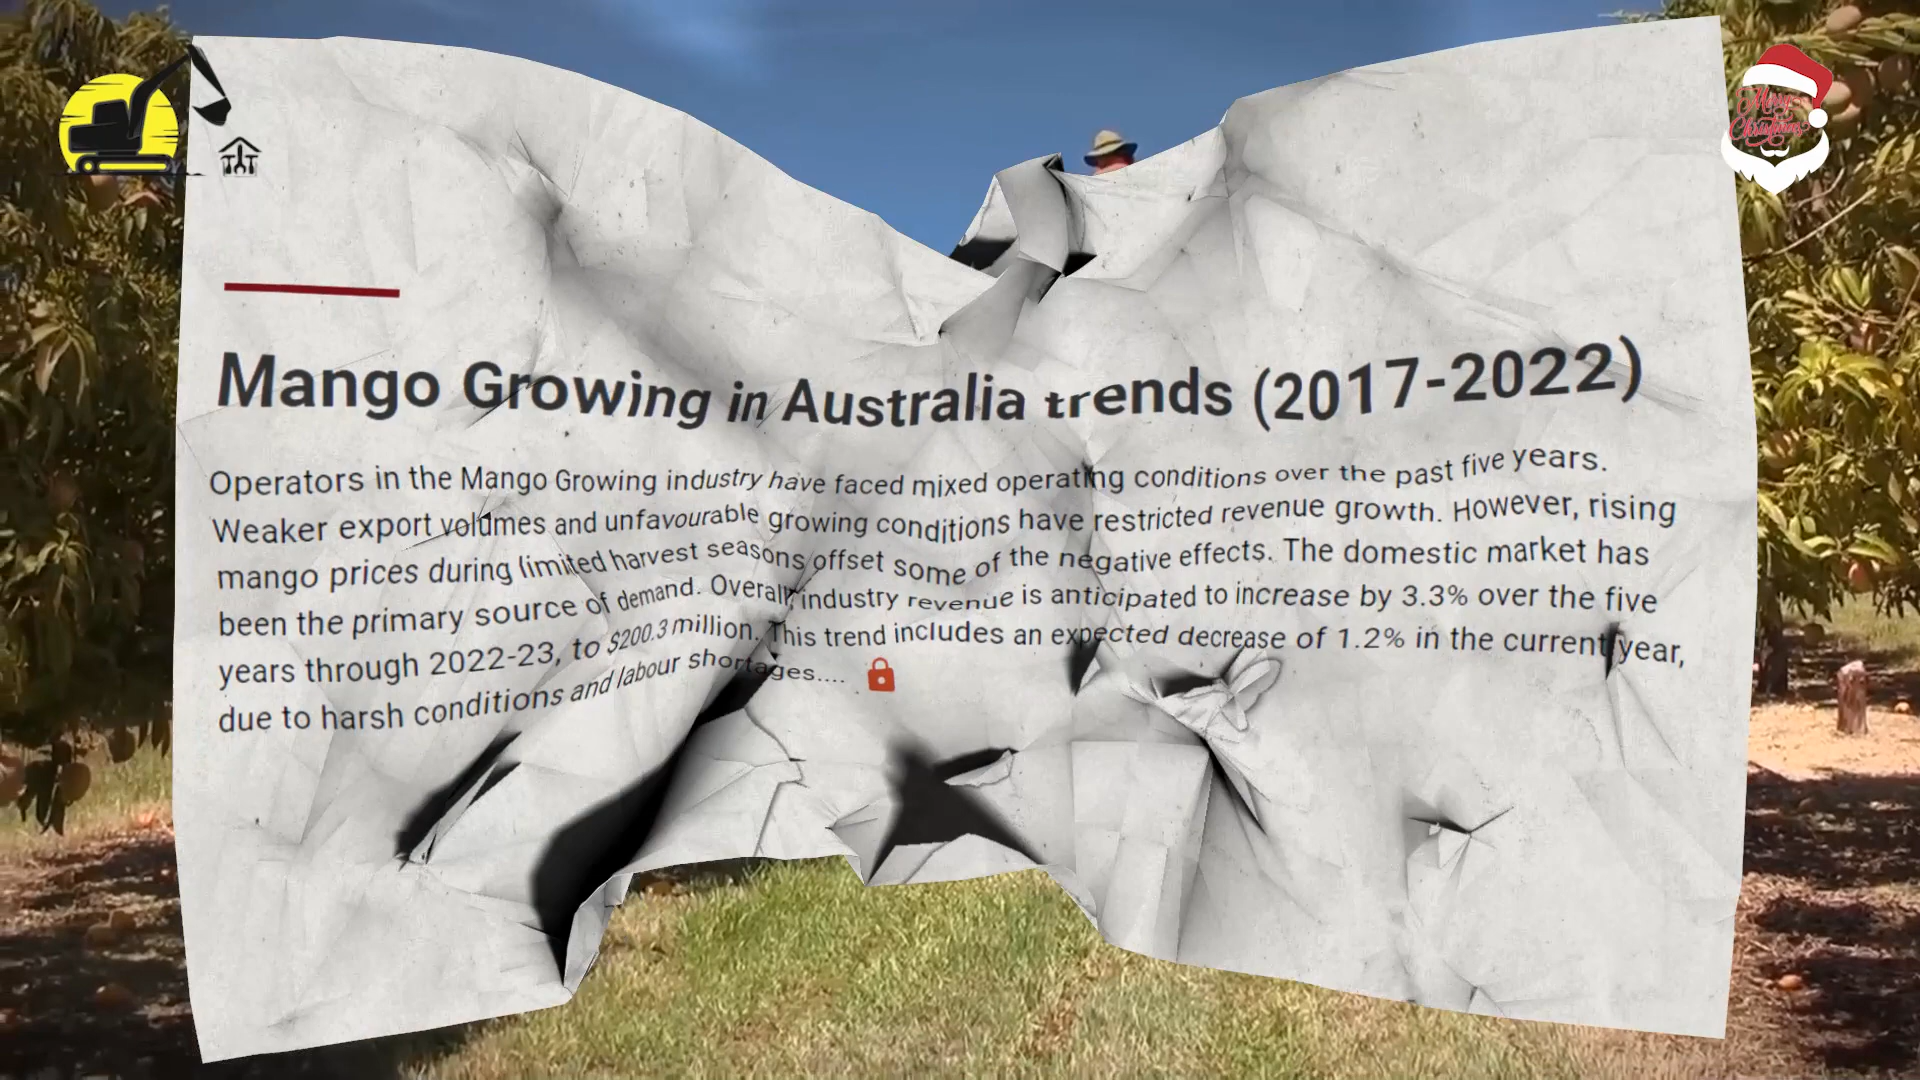 Merry
Christmas
Mango Growing in Australia trends (2017-2022)
Operators in the Mango Growing industry have faced mixed operating conditions over the past five years.
Weaker export volumes and unfavourable growing conditions have restricted revenue growth. However, rising
mango prices during limited harvest seasons offset some of the negative effects. The domestic market has
been the primary source of demand. Overall, industry revenue is anticipated to increase by 3.3% over the five
years through 2022-23, to $200.3 million. This trend includes an expected decrease of 1.2% in the current year,
due to harsh conditions and labour shortages....